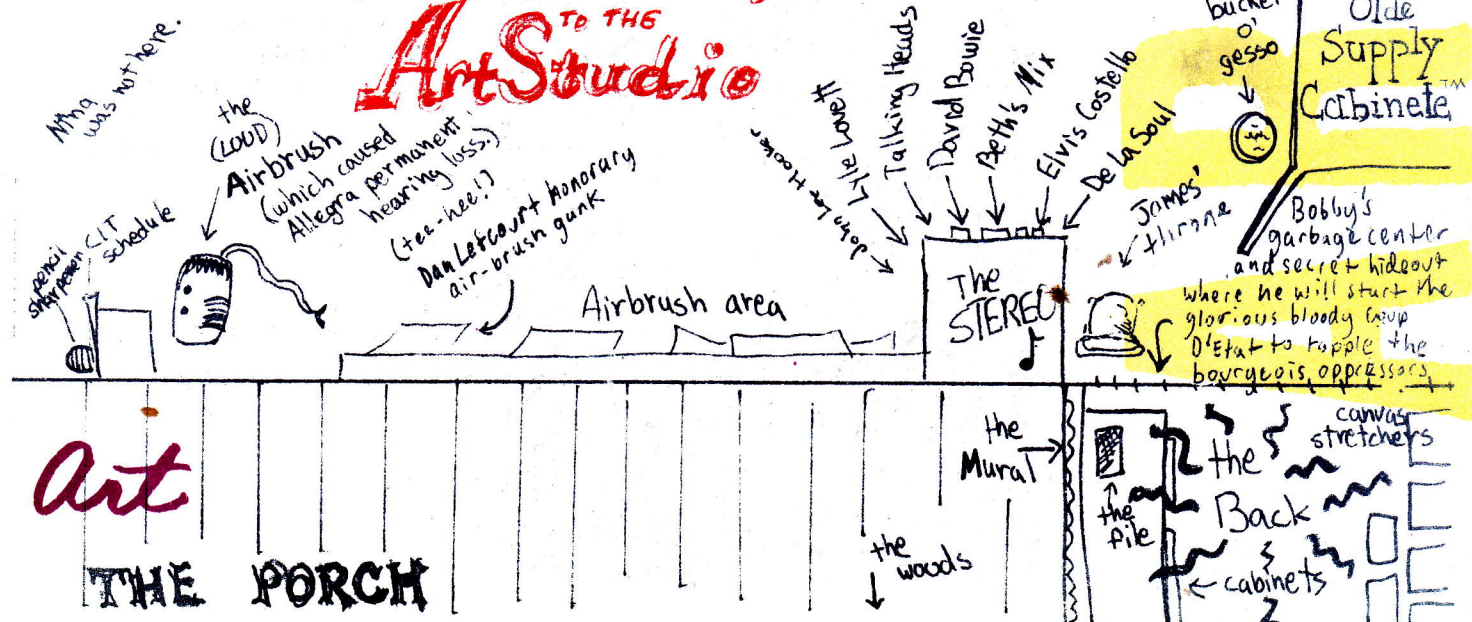 TO THE
Art Studio
Nina
was not here.
the
(LOUD)
Airbrush
(which caused
Allegra permanent
hearing loss.)
(tee-hee!)
Dan Lefcourt Honorary
air-brush gunk
pencil
sharpener
CIT
schedule
Airbrush area
John Lee Hooker
Lyle Lovett
Talking Heads
David Bowie
Beth's Mix
Elvis Costello
De La Soul
The
STEREO
James'
throne
bucket
o'
gesso
Olde
Supply
Cabinete™
Bobby's
garbage center
and secret hideout
where he will start the
glorious bloody Coup
D'Etat to topple the
bourgeois oppressors
Art
THE PORCH
the
woods
the
Mural
the
pile
the
Back
cabinets
canvas
stretchers